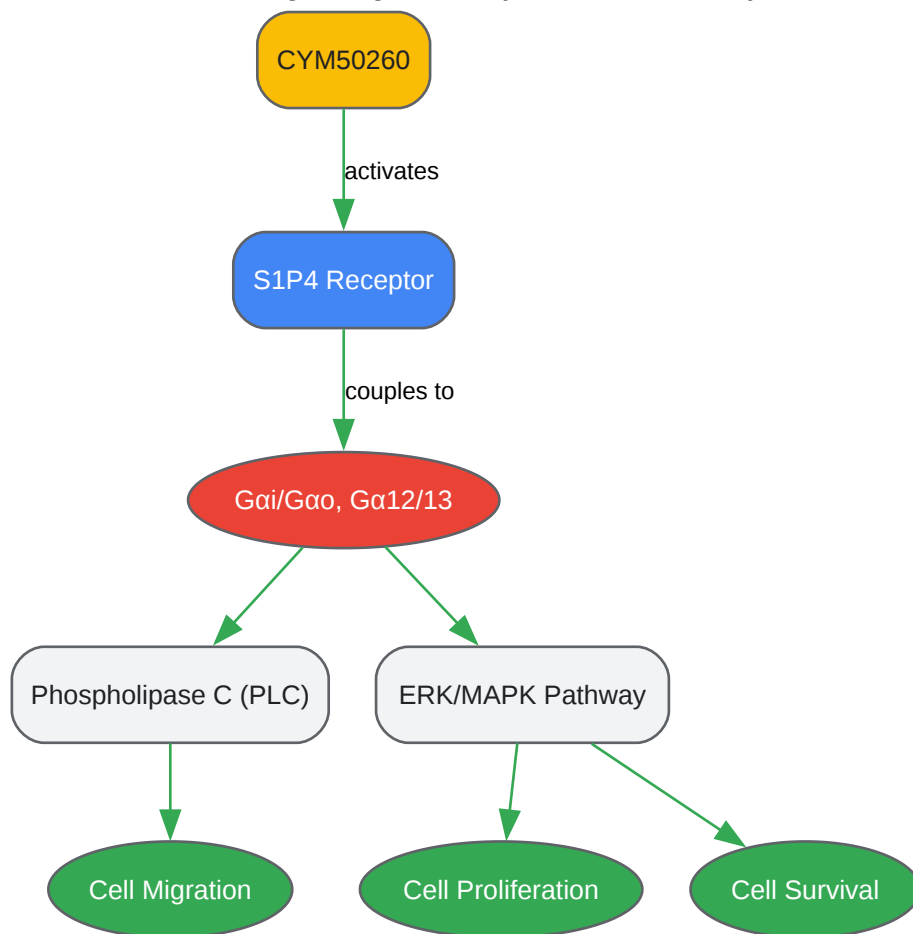 CYM50260
activates
S1P4 Receptor
couples to
Gαi/Gαo, Gα12/13
Phospholipase C (PLC)
ERK/MAPK Pathway
Cell Migration
Cell Proliferation
Cell Survival